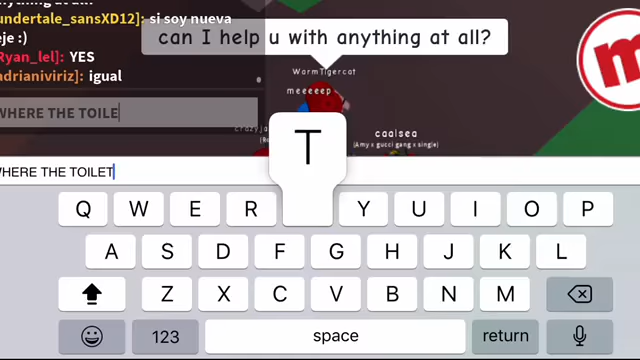 undertale_sansXD12]: si soy nueva
eje :)
Ryan_lel]: YES
adrianiviriz]: igual
can I help u with anything at all?
WarmTigercat
meeeeep
caalsea
(Amy x gucci gang x single)
WHERE THE TOILE
WHERE THE TOILET
T
Q W E R Y U I O P
A S D F G H J K L
Z X C V B N M
123 space return